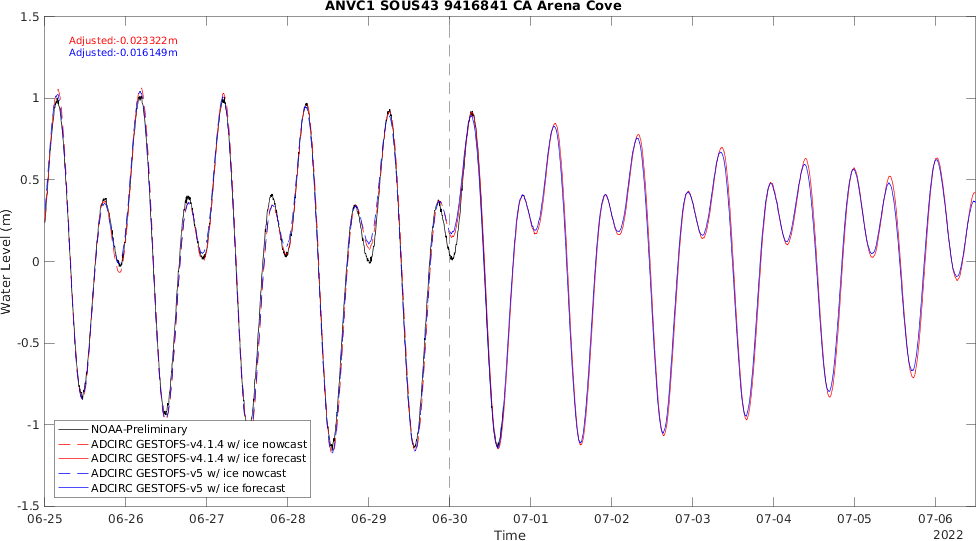 ANVC1 SOUS43 9416841 CA Arena Cove
1.5
Adjusted:-0.023322m
Adjusted:-0.016149m
1
0.5
0
-0.5
-1
-1.5
Water Level (m)
NOAA-Preliminary
ADCIRC GESTOFS-v4.1.4 w/ ice nowcast
ADCIRC GESTOFS-v4.1.4 w/ ice forecast
ADCIRC GESTOFS-v5 w/ ice nowcast
ADCIRC GESTOFS-v5 w/ ice forecast
06-25 06-26 06-27 06-28 06-29 06-30 07-01 07-02 07-03 07-04 07-05 07-06
Time
2022